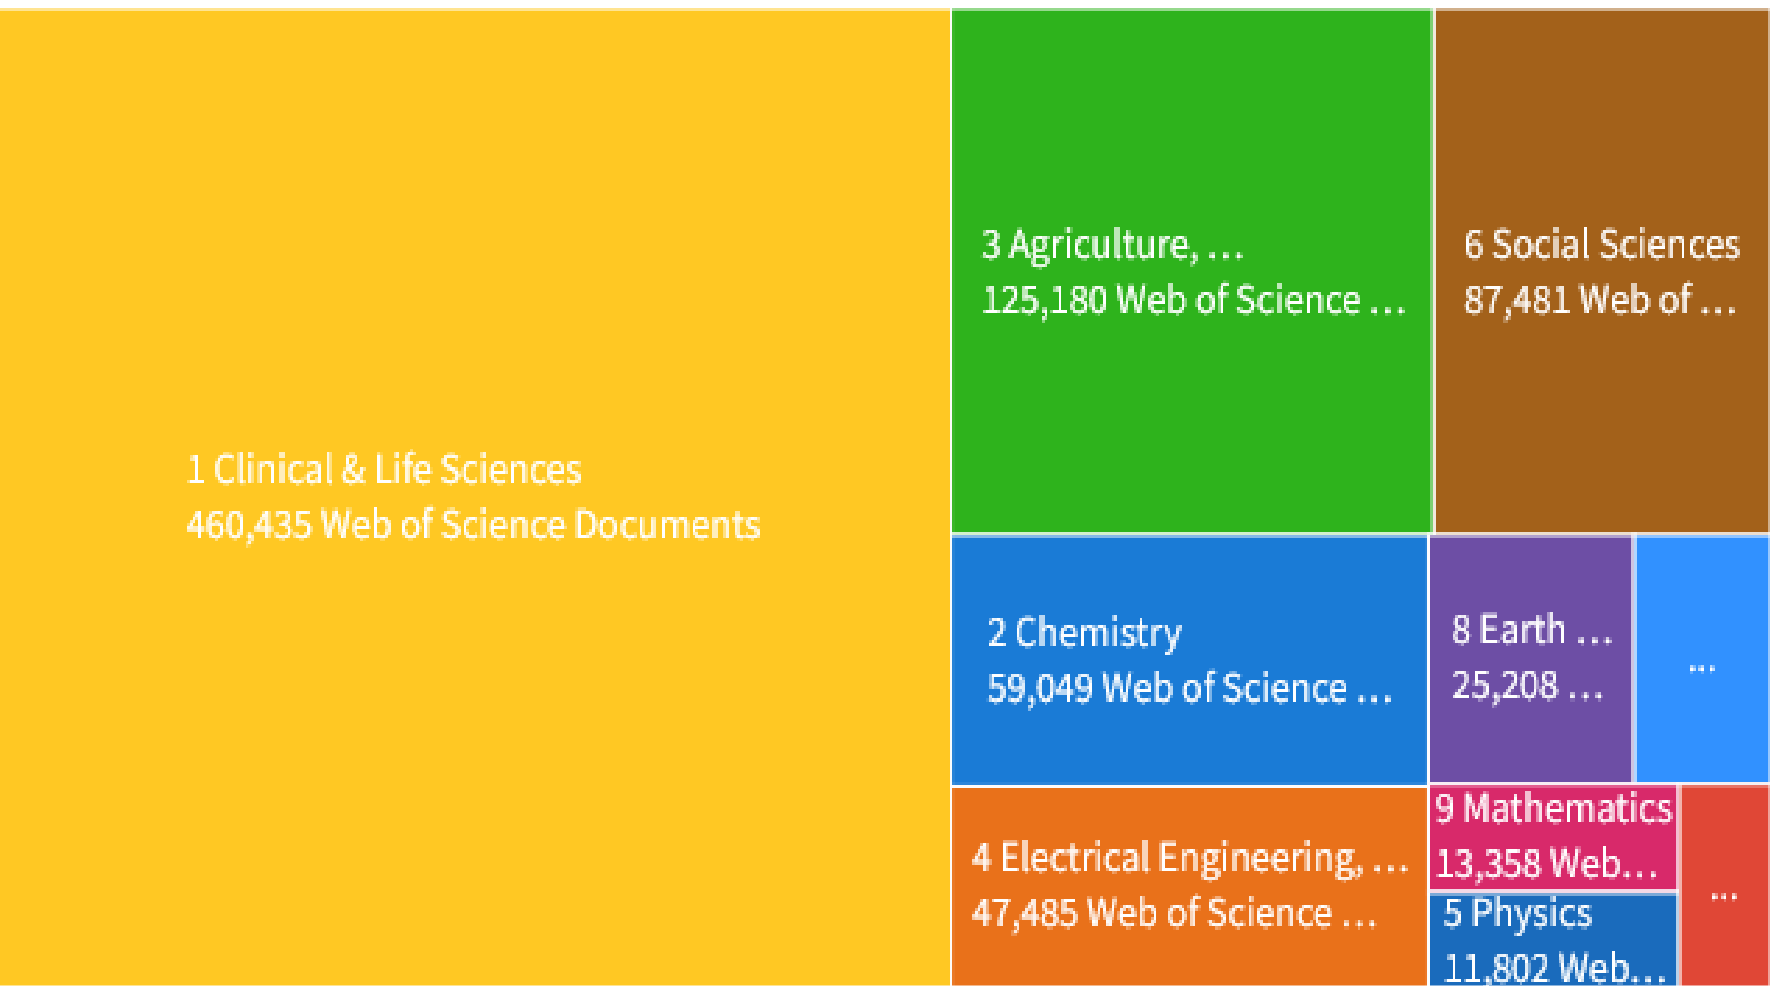 1 Clinical & Life Sciences
460,435 Web of Science Documents
3 Agriculture, ...
125,180 Web of Science ...
6 Social Sciences
87,481 Web of ...
2 Chemistry
59,049 Web of Science ...
8 Earth ...
25,208 ...
...
4 Electrical Engineering, ...
47,485 Web of Science ...
9 Mathematics
13,358 Web...
5 Physics
11,802 Web...
...